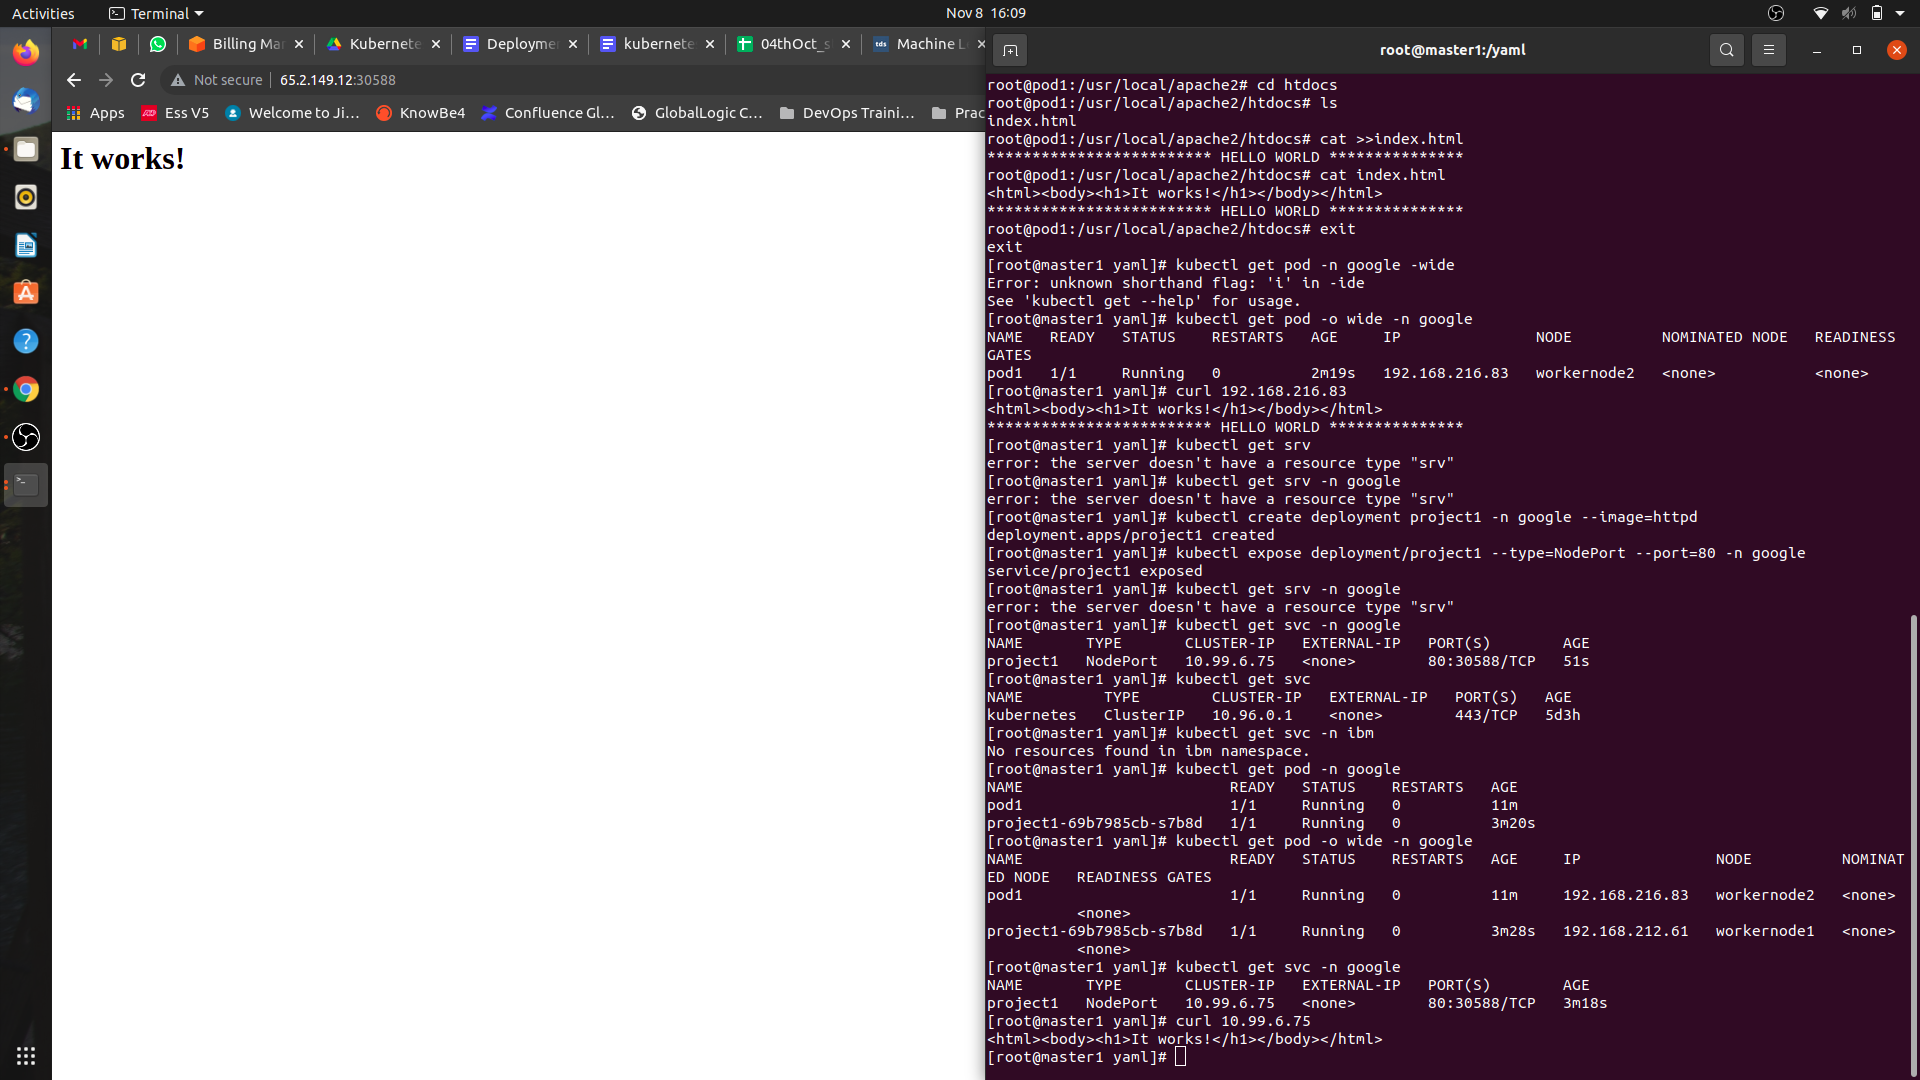 Activities
Terminal
Nov 8 16:09
Billing Ma
Kubernete
Deployme
kubernete
04thOct_s
tds
Machine L
Not secure
65.2.149.12:30588
Apps
Ess V5
Welcome to Ji...
KnowBe4
Confluence Gl...
GlobalLogic C...
DevOps Traini...
Prac
It works!
root@master1:/yaml
root@pod1:/usr/local/apache2# cd htdocs
root@pod1:/usr/local/apache2/htdocs# ls
index.html
root@pod1:/usr/local/apache2/htdocs# cat >>index.html
************************* HELLO WORLD ***************
root@pod1:/usr/local/apache2/htdocs# cat index.html
<html><body><h1>It works!</h1></body></html>
************************* HELLO WORLD ***************
root@pod1:/usr/local/apache2/htdocs# exit
exit
[root@master1 yaml]# kubectl get pod -n google -wide
Error: unknown shorthand flag: 'i' in -ide
See 'kubectl get --help' for usage.
[root@master1 yaml]# kubectl get pod -o wide -n google
NAME   READY   STATUS    RESTARTS   AGE     IP               NODE          NOMINATED NODE   READINESS
GATES
pod1   1/1     Running   0          2m19s   192.168.216.83   workernode2   <none>           <none>
[root@master1 yaml]# curl 192.168.216.83
<html><body><h1>It works!</h1></body></html>
************************* HELLO WORLD ***************
[root@master1 yaml]# kubectl get srv
error: the server doesn't have a resource type "srv"
[root@master1 yaml]# kubectl get srv -n google
error: the server doesn't have a resource type "srv"
[root@master1 yaml]# kubectl create deployment project1 -n google --image=httpd
deployment.apps/project1 created
[root@master1 yaml]# kubectl expose deployment/project1 --type=NodePort --port=80 -n google
service/project1 exposed
[root@master1 yaml]# kubectl get srv -n google
error: the server doesn't have a resource type "srv"
[root@master1 yaml]# kubectl get svc -n google
NAME       TYPE       CLUSTER-IP   EXTERNAL-IP   PORT(S)        AGE
project1   NodePort   10.99.6.75   <none>        80:30588/TCP   51s
[root@master1 yaml]# kubectl get svc
NAME         TYPE        CLUSTER-IP   EXTERNAL-IP   PORT(S)   AGE
kubernetes   ClusterIP   10.96.0.1    <none>        443/TCP   5d3h
[root@master1 yaml]# kubectl get svc -n ibm
No resources found in ibm namespace.
[root@master1 yaml]# kubectl get pod -n google
NAME                       READY   STATUS    RESTARTS   AGE
pod1                       1/1     Running   0          11m
project1-69b7985cb-s7b8d   1/1     Running   0          3m20s
[root@master1 yaml]# kubectl get pod -o wide -n google
NAME                       READY   STATUS    RESTARTS   AGE     IP               NODE          NOMINAT
ED NODE   READINESS GATES
pod1                       1/1     Running   0          11m     192.168.216.83   workernode2   <none>
          <none>
project1-69b7985cb-s7b8d   1/1     Running   0          3m28s   192.168.212.61   workernode1   <none>
          <none>
[root@master1 yaml]# kubectl get svc -n google
NAME       TYPE       CLUSTER-IP   EXTERNAL-IP   PORT(S)        AGE
project1   NodePort   10.99.6.75   <none>        80:30588/TCP   3m18s
[root@master1 yaml]# curl 10.99.6.75
<html><body><h1>It works!</h1></body></html>
[root@master1 yaml]#